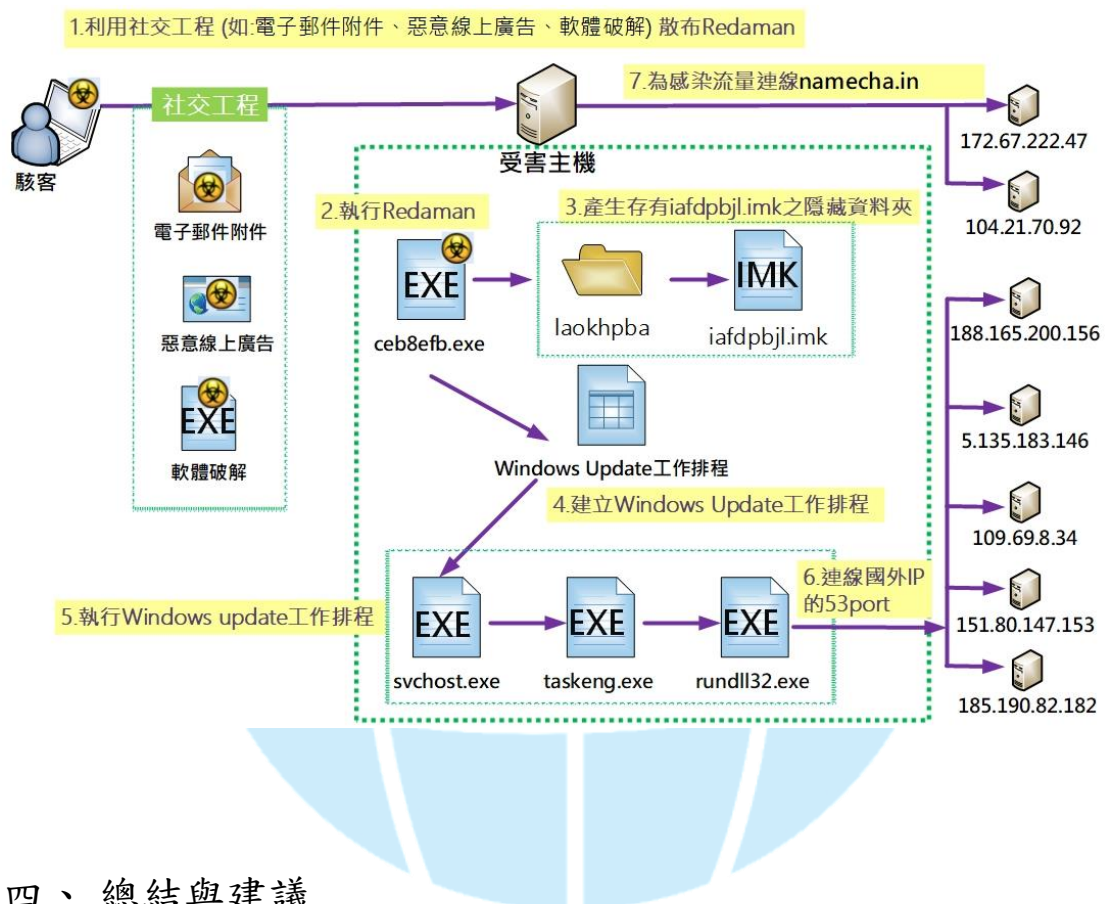 1.利用社交工程 (如:電子郵件附件、惡意線上廣告、軟體破解) 散布Redaman
社交工程
駭客
電子郵件附件
惡意線上廣告
EXE
軟體破解
受害主機
7.為感染流量連線namecha.in
172.67.222.47
104.21.70.92
2.執行Redaman
EXE
ceb8efb.exe
3.產生存有iafdpbjl.imk之隱藏資料夾
laokhpba
IMK
iafdpbjl.imk
Windows Update工作排程
4.建立Windows Update工作排程
5.執行Windows update工作排程
EXE
svchost.exe
EXE
taskeng.exe
EXE
rundll32.exe
6.連線國外IP
的53port
188.165.200.156
5.135.183.146
109.69.8.34
151.80.147.153
185.190.82.182
四、 總結與建議